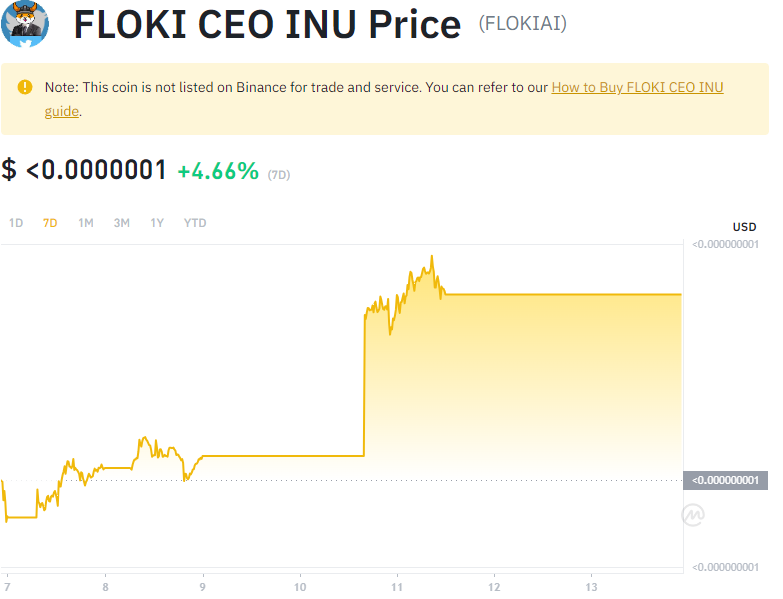 FLOKI CEO INU Price (FLOKIAI)
Note: This coin is not listed on Binance for trade and service. You can refer to our How to Buy FLOKI CEO INU
guide.
$ <0.0000001 +4.66% (7D)
1D 7D 1M 3M 1Y YTD
USD
<0.000000001
<0.000000001
<0.000000001
7 8 9 10 11 12 13